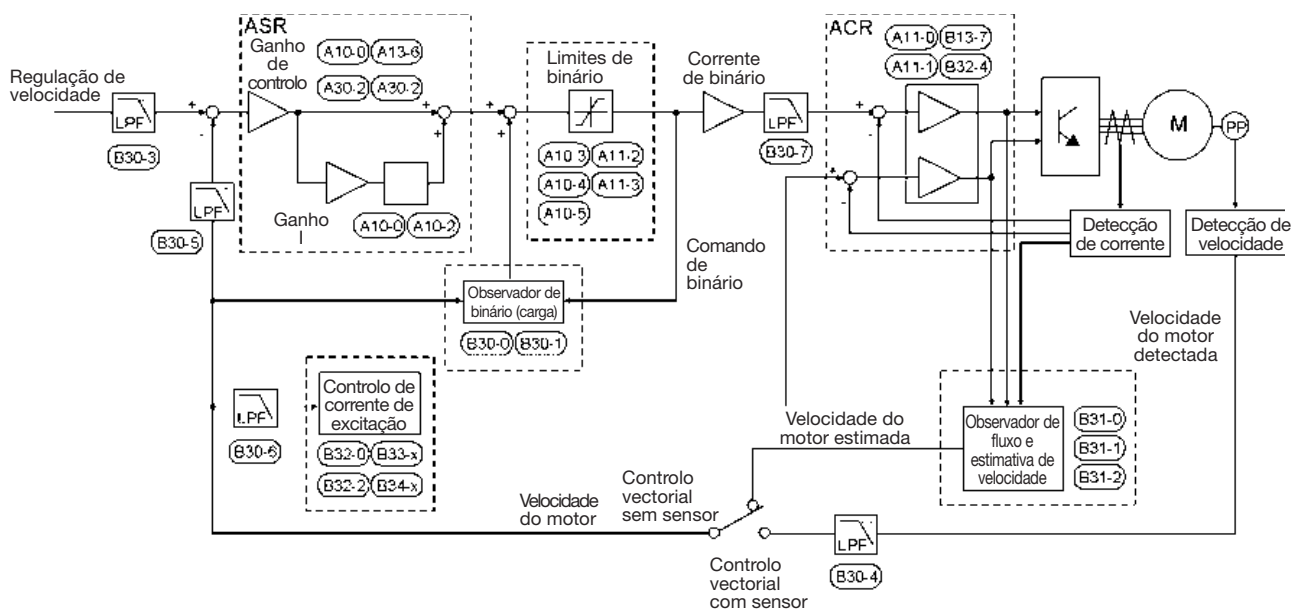 ASR
Ganho
de
controlo
A10-0
A13-6
A30-2
A30-2
Limites de
binário
Corrente
de binário
ACR
A11-0
B13-7
A11-1
B32-4
Regulação de
velocidade
LPF
B30-3
LPF
B30-5
Ganho
I
A10-0
A10-2
A10 3
A11-2
A10-4
A11-3
A10-5
LPF
B30-7
M
PP
Detecção
de corrente
Detecção de
velocidade
Comando
de
binário
Observador de
binário (carga)
B30-0
B30-1
Velocidade
do motor
detectada
LPF
B30-6
Controlo de
corrente de
excitação
B32-0
B33-x
B32-2
B34-x
Velocidade do
motor estimada
Observador de
fluxo e
estimativa de
velocidade
B31-0
B31-1
B31-2
Velocidade
do motor
Controlo
vectorial
sem sensor
Controlo
vectorial
com sensor
LPF
B30-4